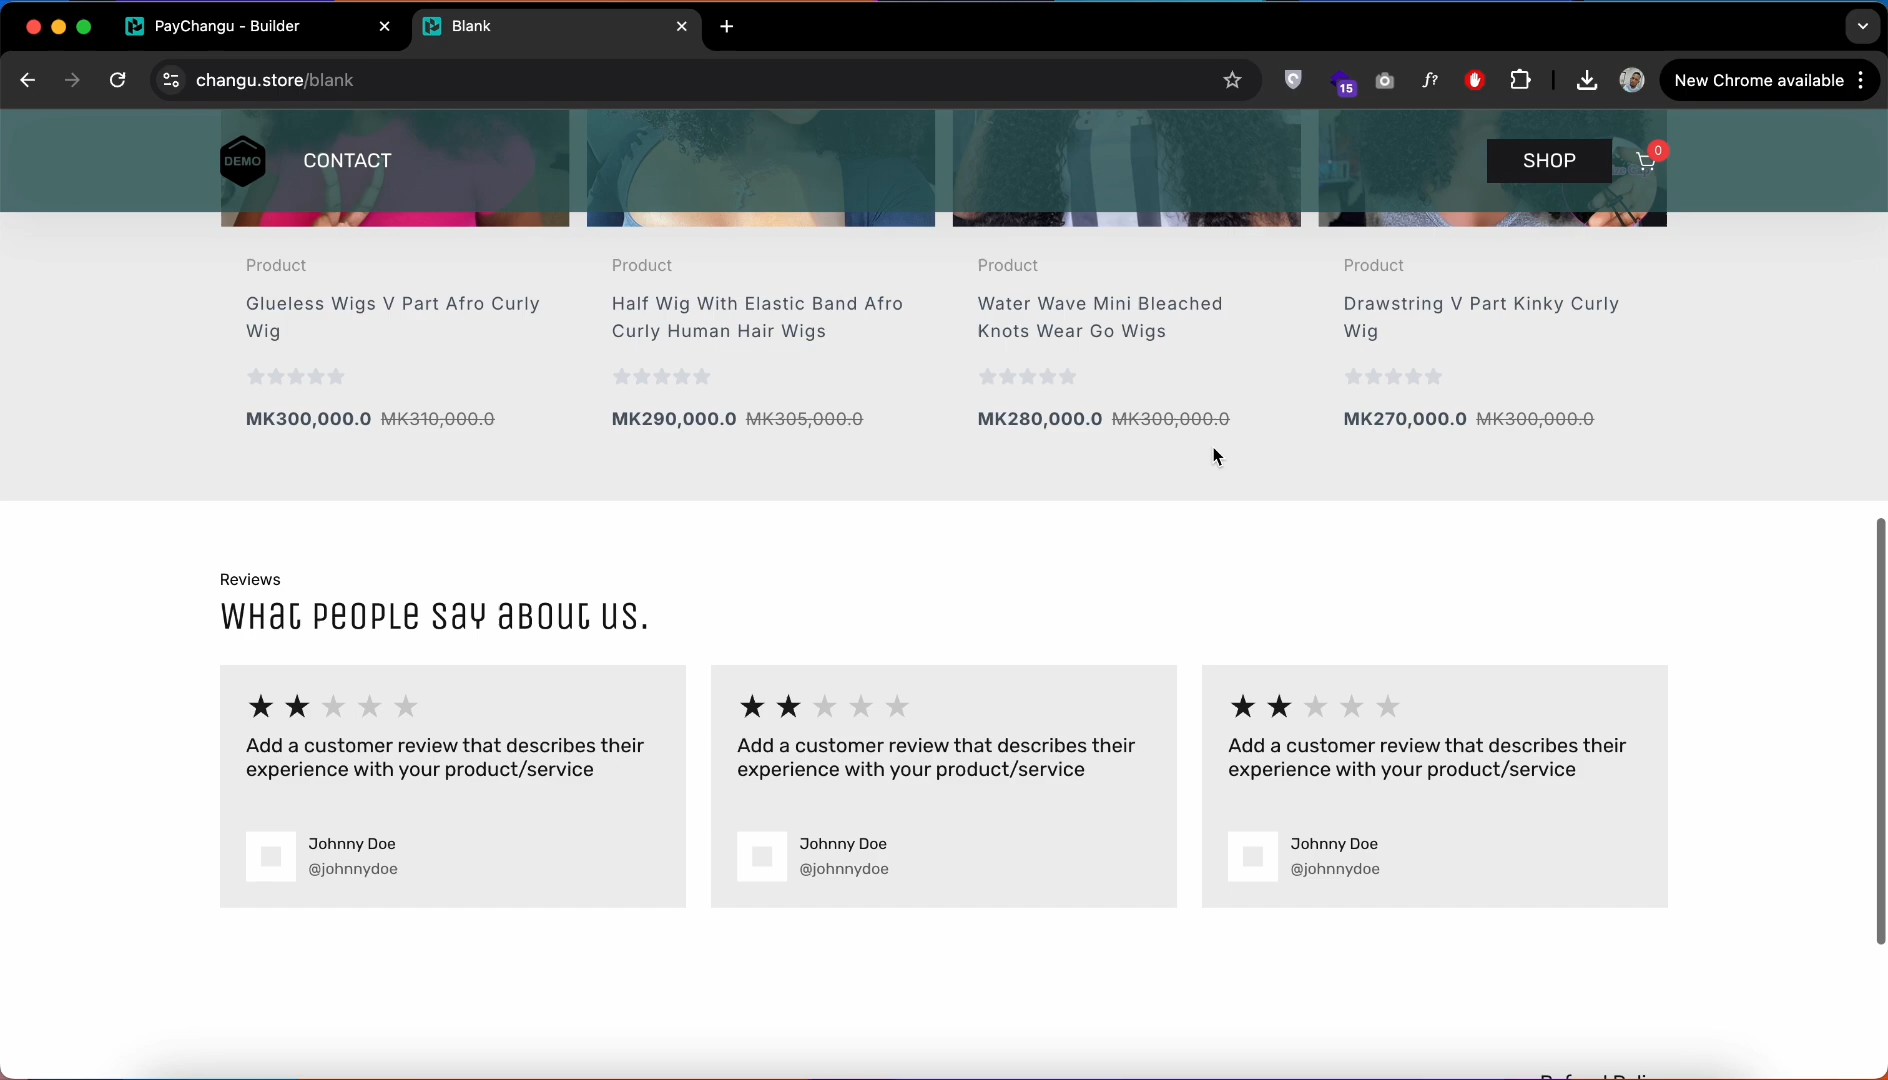 PayChangu - Builder
Blank
changu.store/blank
15
f?
New Chrome available
DEMO
CONTACT
SHOP
0
Product
Glueless Wigs V Part Afro Curly
Wig
MK300,000.0 MK310,000.0
Product
Half Wig With Elastic Band Afro
Curly Human Hair Wigs
MK290,000.0 MK305,000.0
Product
Water Wave Mini Bleached
Knots Wear Go Wigs
MK280,000.0 MK300,000.0
Product
Drawstring V Part Kinky Curly
Wig
MK270,000.0 MK300,000.0
Reviews
What people say about us.
Add a customer review that describes their
experience with your product/service
Johnny Doe
@johnnydoe
Add a customer review that describes their
experience with your product/service
Johnny Doe
@johnnydoe
Add a customer review that describes their
experience with your product/service
Johnny Doe
@johnnydoe